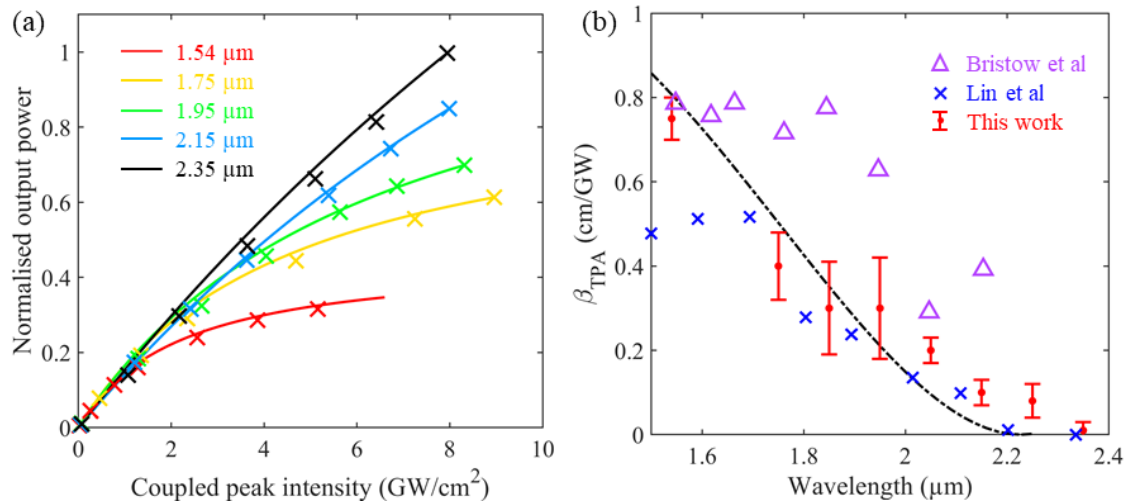 (a)
1.54 µm
1.75 µm
1.95 µm
2.15 µm
2.35 µm
Normalised output power
1
0.8
0.6
0.4
0.2
0
0 2 4 6 8 10
Coupled peak intensity (GW/cm²)
(b)
Bristow et al
Lin et al
This work
β_TPA (cm/GW)
0.8
0.6
0.4
0.2
0
1.6 1.8 2 2.2 2.4
Wavelength (µm)